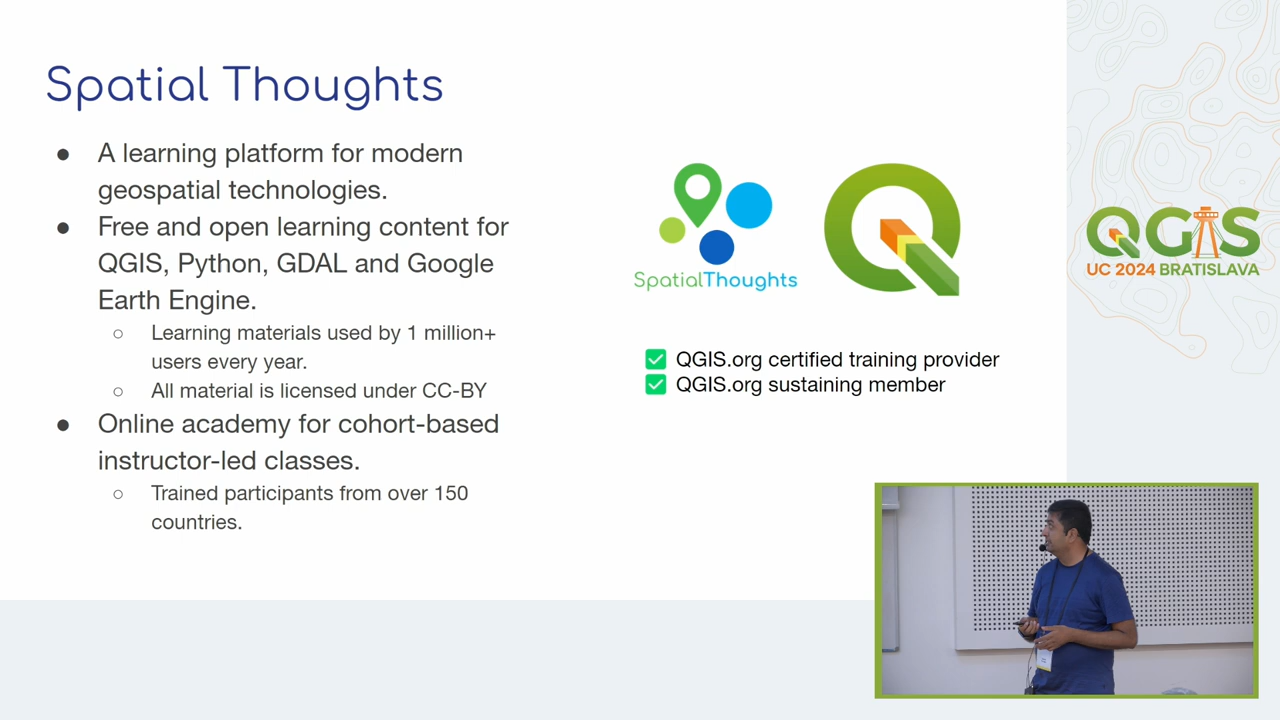 Spatial Thoughts
● A learning platform for modern
geospatial technologies.
● Free and open learning content for
QGIS, Python, GDAL and Google
Earth Engine.
○ Learning materials used by 1 million+
users every year.
○ All material is licensed under CC-BY
● Online academy for cohort-based
instructor-led classes.
○ Trained participants from over 150
countries.
SpatialThoughts
✅ QGIS.org certified training provider
✅ QGIS.org sustaining member
QGIS
UC 2024 BRATISLAVA